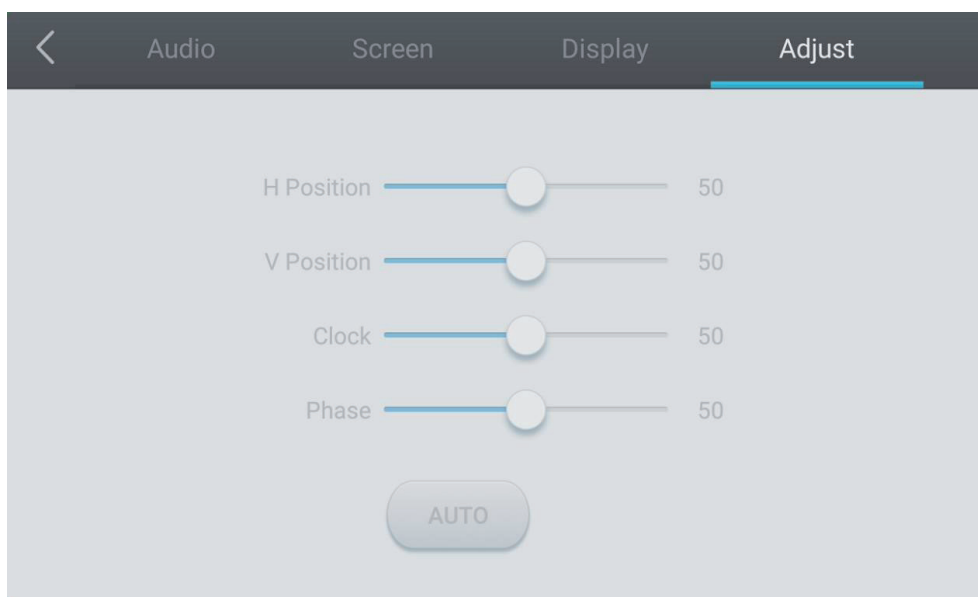 Audio Screen Display Adjust
H Position 50
V Position 50
Clock 50
Phase 50
AUTO